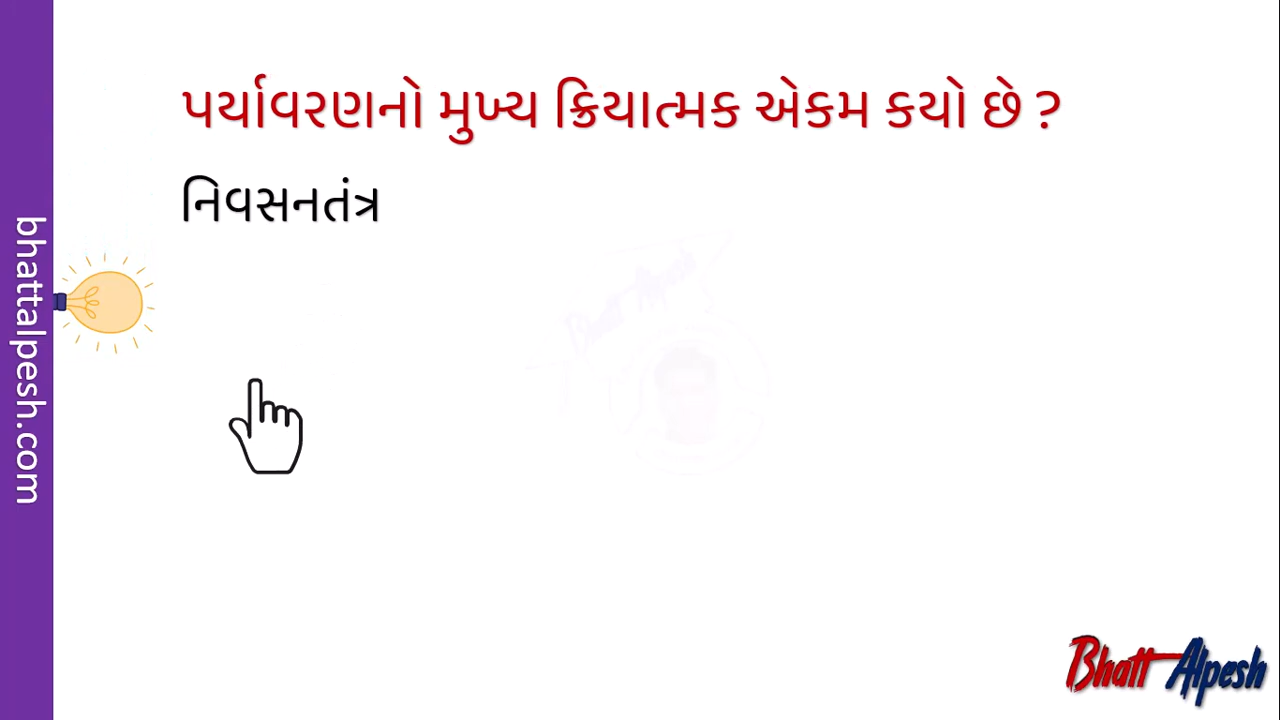 પર્યાવરણનો મુખ્ય ક્રિયાત્મક એકમ કયો છે ?
નિવસનતંત્ર
bhattalpesh.com
Bhatt Alpesh